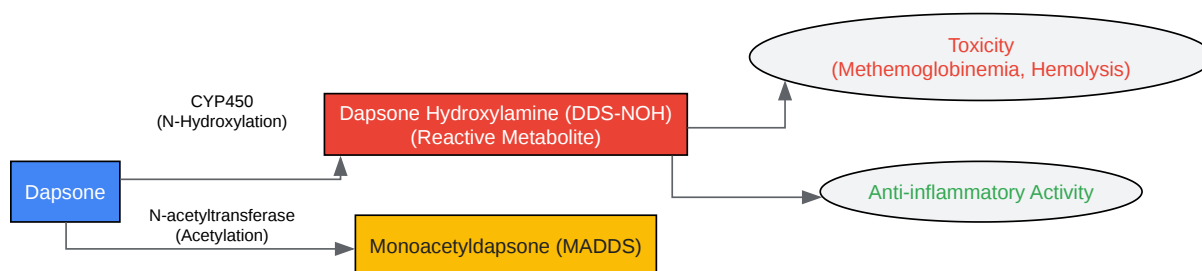 Toxicity
(Methemoglobinemia, Hemolysis)
CYP450
(N-Hydroxylation)
Dapsone Hydroxylamine (DDS-NOH)
(Reactive Metabolite)
Dapsone
Anti-inflammatory Activity
N-acetyltransferase
(Acetylation)
Monoacetyldapsone (MADDS)